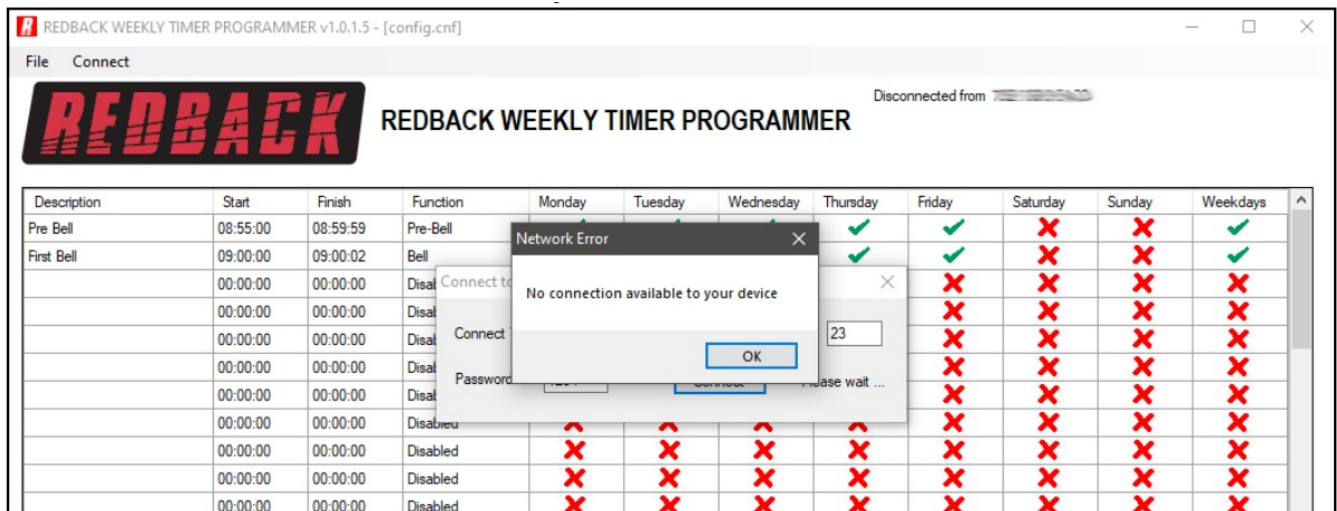 REDBACK WEEKLY TIMER PROGRAMMER v1.0.1.5 - [config.cnf]
File Connect
REDBACK
REDBACK WEEKLY TIMER PROGRAMMER
Disconnected from
Description Start Finish Function Monday Tuesday Wednesday Thursday Friday Saturday Sunday Weekdays
Pre Bell 08:55:00 08:59:59 Pre-Bell
First Bell 09:00:00 09:00:02 Bell
00:00:00 00:00:00
00:00:00 00:00:00
00:00:00 00:00:00
00:00:00 00:00:00
00:00:00 00:00:00
00:00:00 00:00:00 Disabled
00:00:00 00:00:00 Disabled
00:00:00 00:00:00 Disabled
00:00:00 00:00:00 Disabled
Connect to
Connect
23
Password
wait ...
Network Error
No connection available to your device
OK